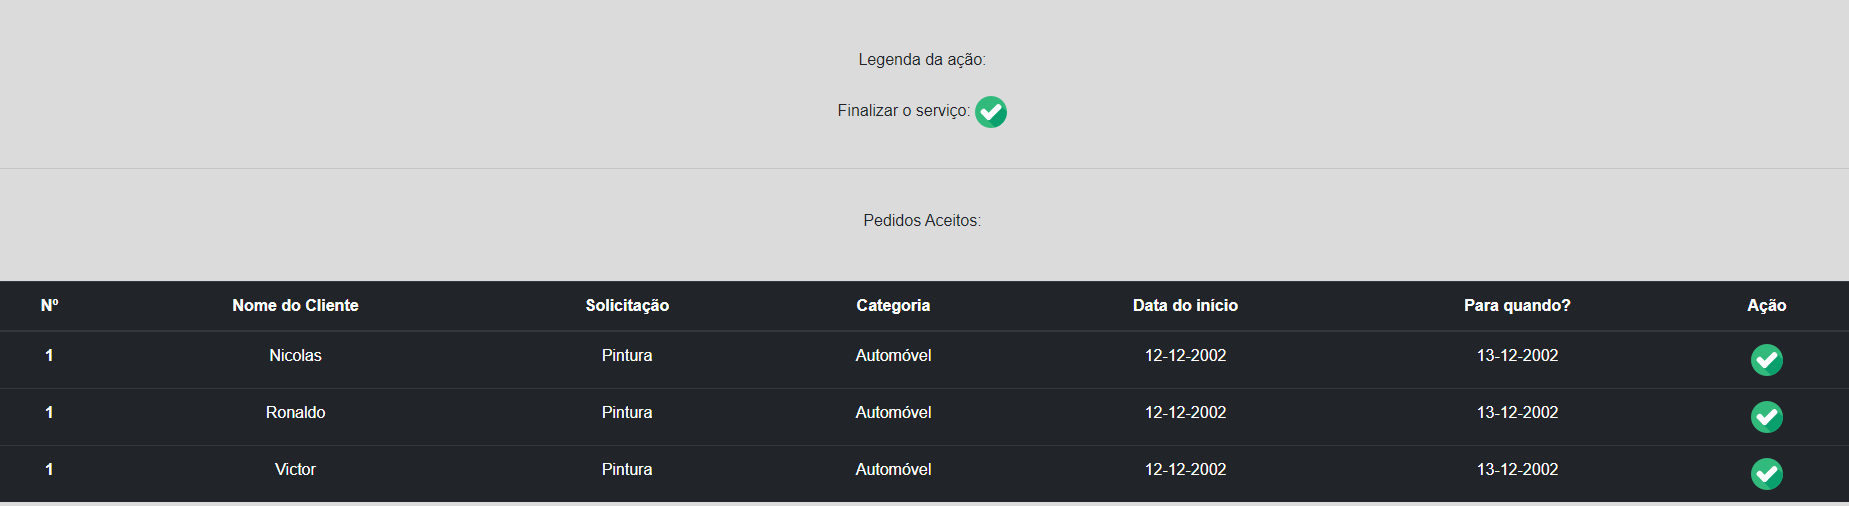 Legenda da ação:
Finalizar o serviço:
Pedidos Aceitos:
Nº Nome do Cliente Solicitação Categoria Data do início Para quando? Ação
1 Nicolas Pintura Automóvel 12-12-2002 13-12-2002
1 Ronaldo Pintura Automóvel 12-12-2002 13-12-2002
1 Victor Pintura Automóvel 12-12-2002 13-12-2002